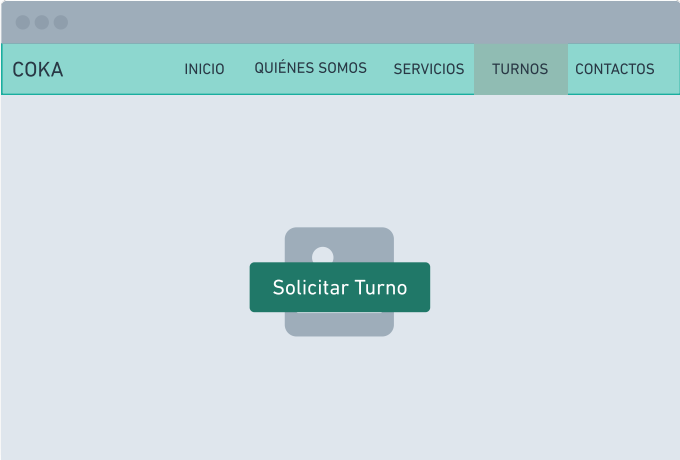 COKA INICIO QUIÉNES SOMOS SERVICIOS TURNOS CONTACTOS
Solicitar Turno